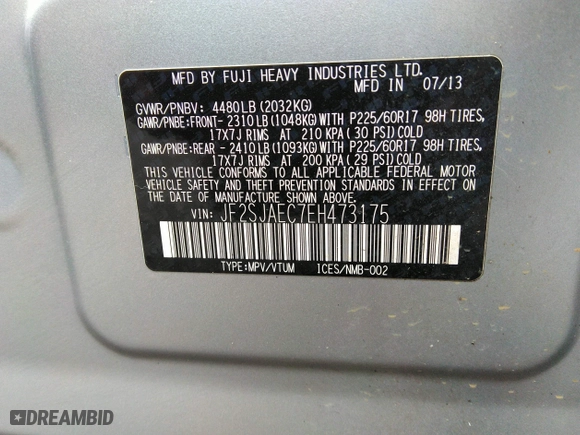 MFD BY FUJI HEAVY INDUSTRIES LTD.
MFD IN 07/13
GVWR/PNBV: 4480LB (2032KG)
GAWR/PNBE:FRONT- 2310LB (1048KG) WITH P225/60R17 98H TIRES,
17X7J RIMS AT 210 KPA (30 PSI) COLD
GAWR/PNBE:REAR - 2410LB (1093KG) WITH P225/60R17 98H TIRES,
17X7J RIMS AT 200 KPA (29 PSI) COLD
THIS VEHICLE CONFORMS TO ALL APPLICABLE FEDERAL MOTOR
VEHICLE SAFETY AND BUMPER STANDARDS IN EFFECT ON THE
DATE OF MANUFACTURE SHOWN ABOVE.
VIN: JF2SJAEC7EH473175
TYPE:MPV/VTUM ICES/NMB-002
DREAMBID